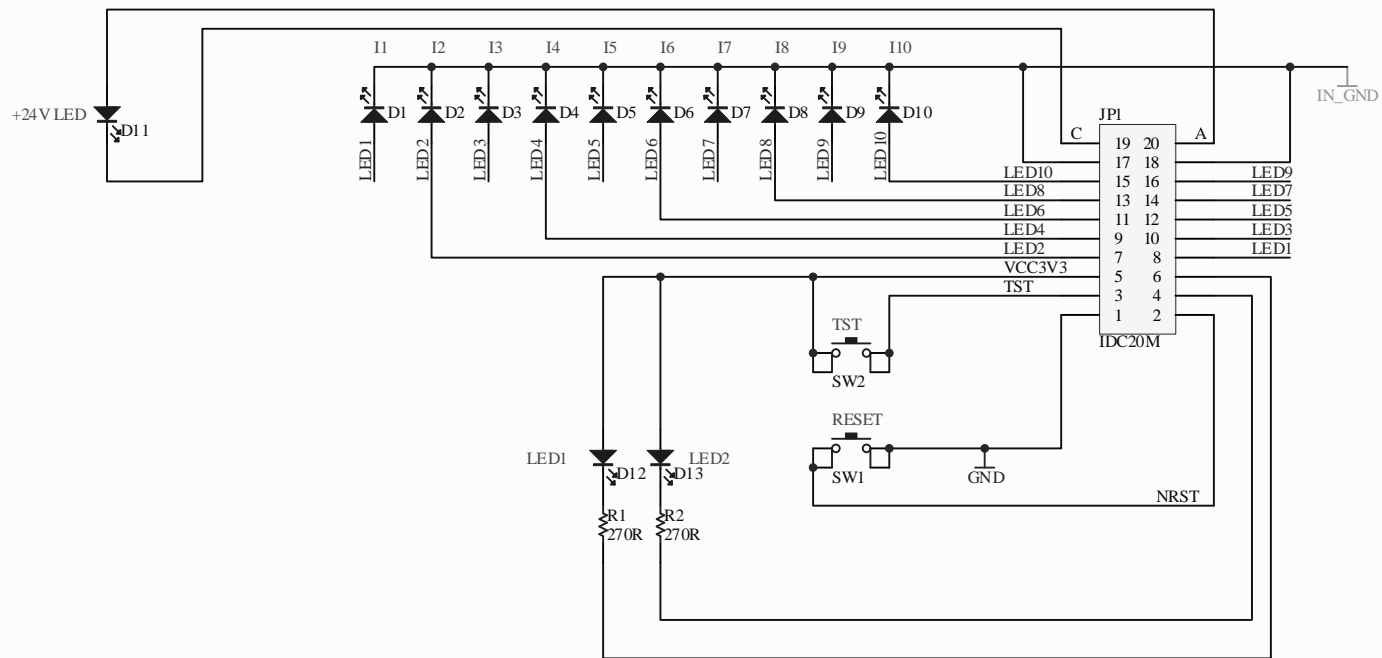 I1 I2 I3 I4 I5 I6 I7 I8 I9 I10
IN_GND
+24V LED
D11
D1 D2 D3 D4 D5 D6 D7 D8 D9 D10
LED1 LED2 LED3 LED4 LED5 LED6 LED7 LED8 LED9 LED10
JP1
C 19 20 A
17 18
LED10 15 16 LED9
LED8 13 14 LED7
LED6 11 12 LED5
LED4 9 10 LED3
LED2 7 8 LED1
VCC3V3 5 6
TST 3 4
1 2
IDC20M
TST
SW2
RESET
SW1
GND
NRST
LED1 D12
LED2 D13
R1
270R
R2
270R